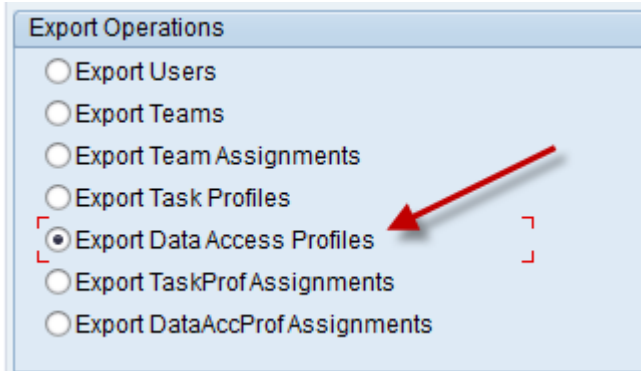 Export Operations
Export Users
Export Teams
Export Team Assignments
Export Task Profiles
Export Data Access Profiles
Export TaskProf Assignments
Export DataAccProf Assignments